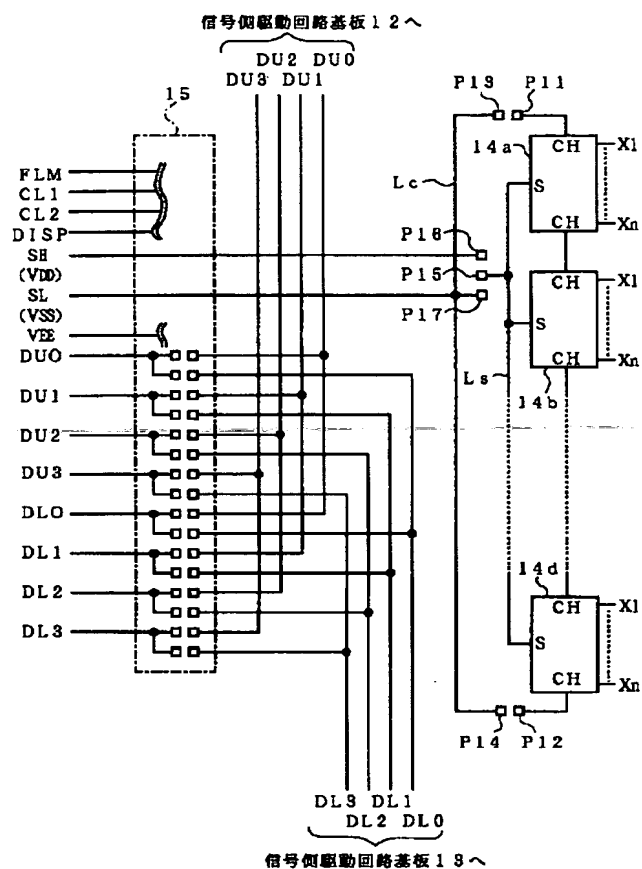 信号側駆動回路基板12へ
DU2 DU0
DU3 DU1
15
P13 P11
14a
CH
X1
S
Xn
CH
Lc
FLM
CL1
CL2
DISP
SH
(VDD)
SL
(VSS)
VEE
P16
P15
P17
CH
X1
S
Xn
14b
Ls
DU0
DU1
DU2
DU3
DL0
DL1
DL2
DL3
14d
CH
X1
S
CH
Xn
P14 P12
DL3 DL1
DL2 DL0
信号側駆動回路基板13へ